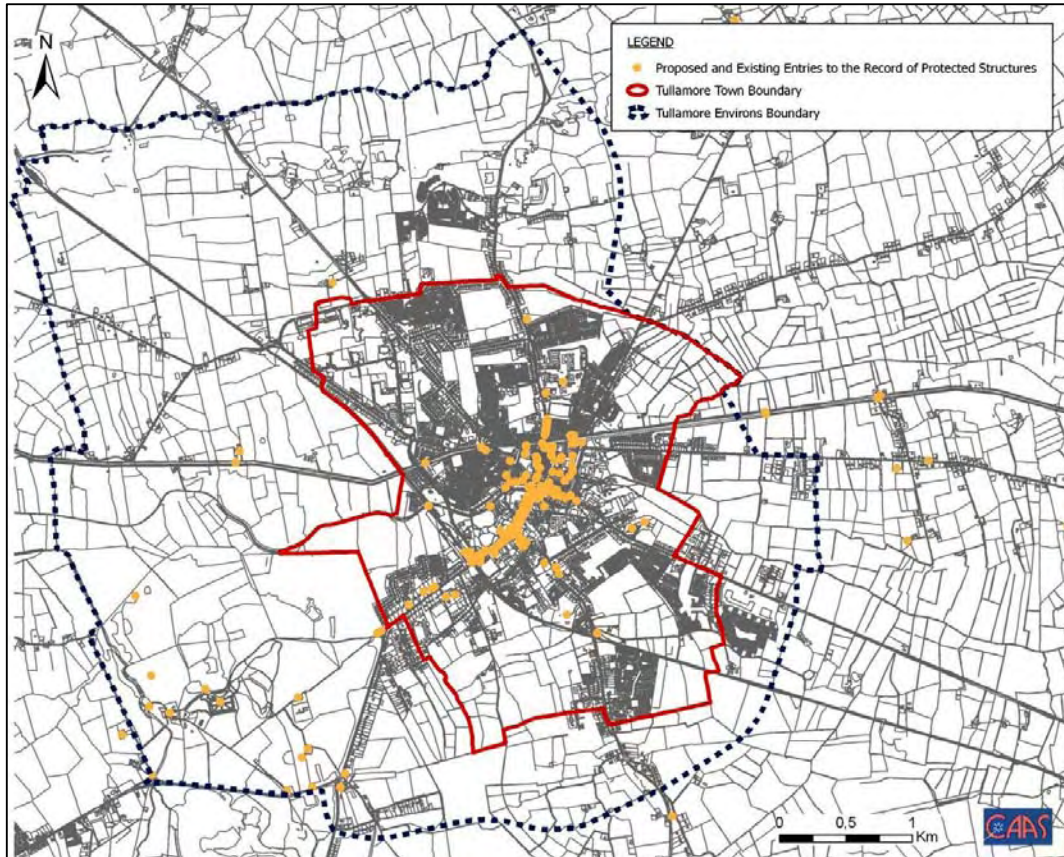 N
LEGEND
Proposed and Existing Entries to the Record of Protected Structures
Tullamore Town Boundary
Tullamore Environs Boundary
0 0,5 1
Km
CAAS